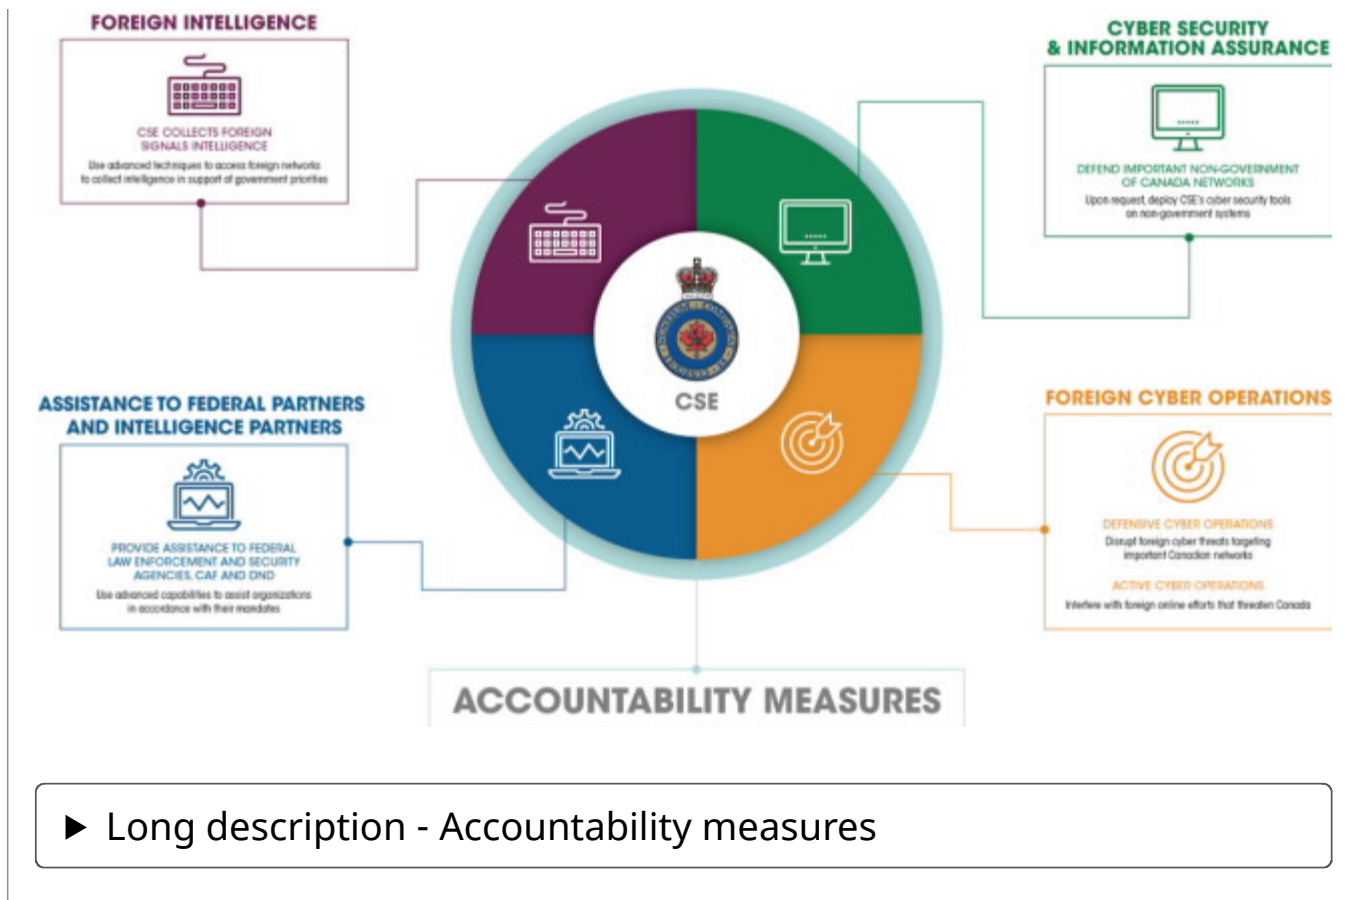 FOREIGN INTELLIGENCE
CSE COLLECTS FOREIGN
SIGNALS INTELLIGENCE
Use advanced techniques to access foreign networks
to collect intelligence in support of government priorities
CYBER SECURITY
& INFORMATION ASSURANCE
DEFEND IMPORTANT NON-GOVERNMENT
OF CANADA NETWORKS
Upon request, deploy CSE's cyber security tools
on non-government systems
CSE
ASSISTANCE TO FEDERAL PARTNERS
AND INTELLIGENCE PARTNERS
PROVIDE ASSISTANCE TO FEDERAL
LAW ENFORCEMENT AND SECURITY
AGENCIES, CAF AND DND
Use advanced capabilities to assist organizations
in accordance with their mandates
FOREIGN CYBER OPERATIONS
DEFENSIVE CYBER OPERATIONS
Disrupt foreign cyber threats targeting
important Canadian networks
ACTIVE CYBER OPERATIONS
Interfere with foreign online efforts that threaten Canada
ACCOUNTABILITY MEASURES
Long description - Accountability measures